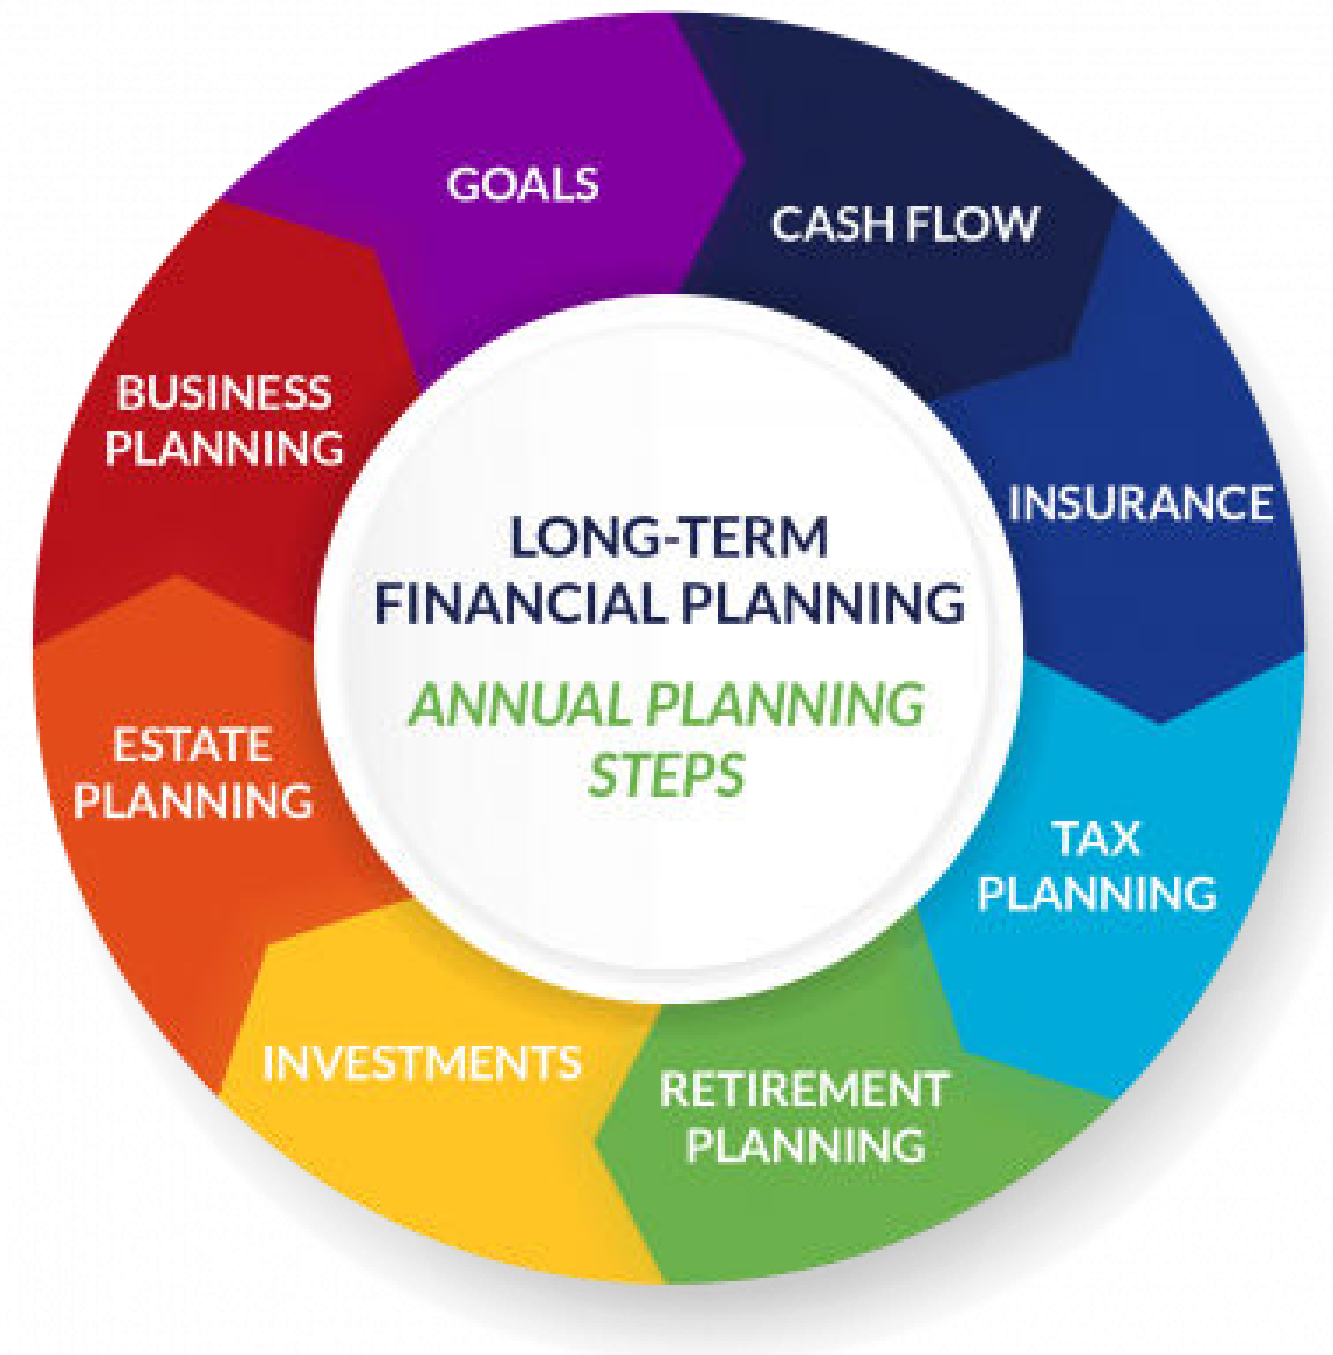 GOALS
CASH FLOW
INSURANCE
TAX
PLANNING
RETIREMENT
PLANNING
INVESTMENTS
ESTATE
PLANNING
BUSINESS
PLANNING
LONG-TERM
FINANCIAL PLANNING
ANNUAL PLANNING
STEPS